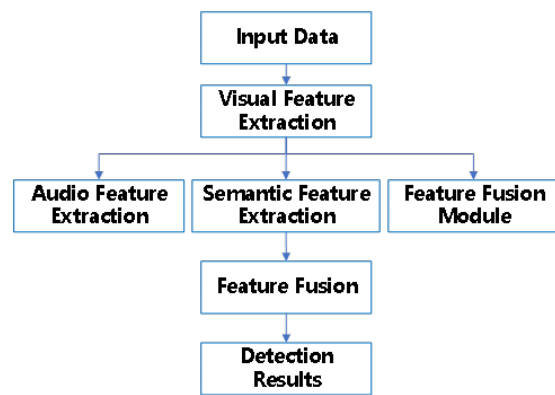 Input Data
Visual Feature
Extraction
Audio Feature
Extraction
Semantic Feature
Extraction
Feature Fusion
Module
Feature Fusion
Detection
Results